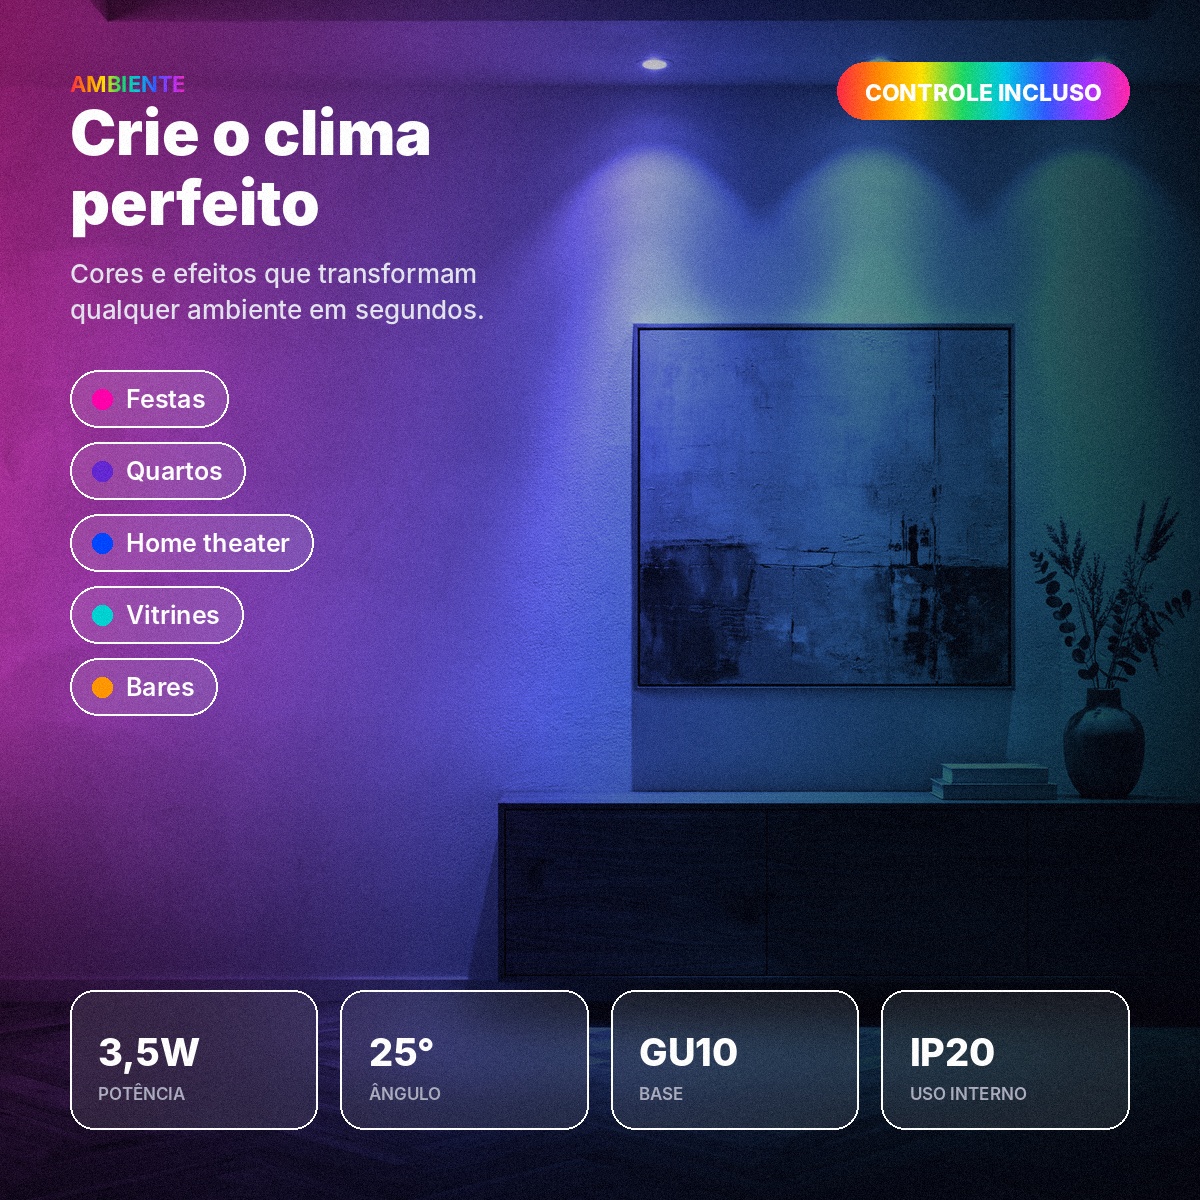 AMBIENTE
CONTROLE INCLUSO
Crie o clima
perfeito
Cores e efeitos que transformam
qualquer ambiente em segundos.
Festas
Quartos
Home theater
Vitrines
Bares
3,5W
POTÊNCIA
25°
ÂNGULO
GU10
BASE
IP20
USO INTERNO